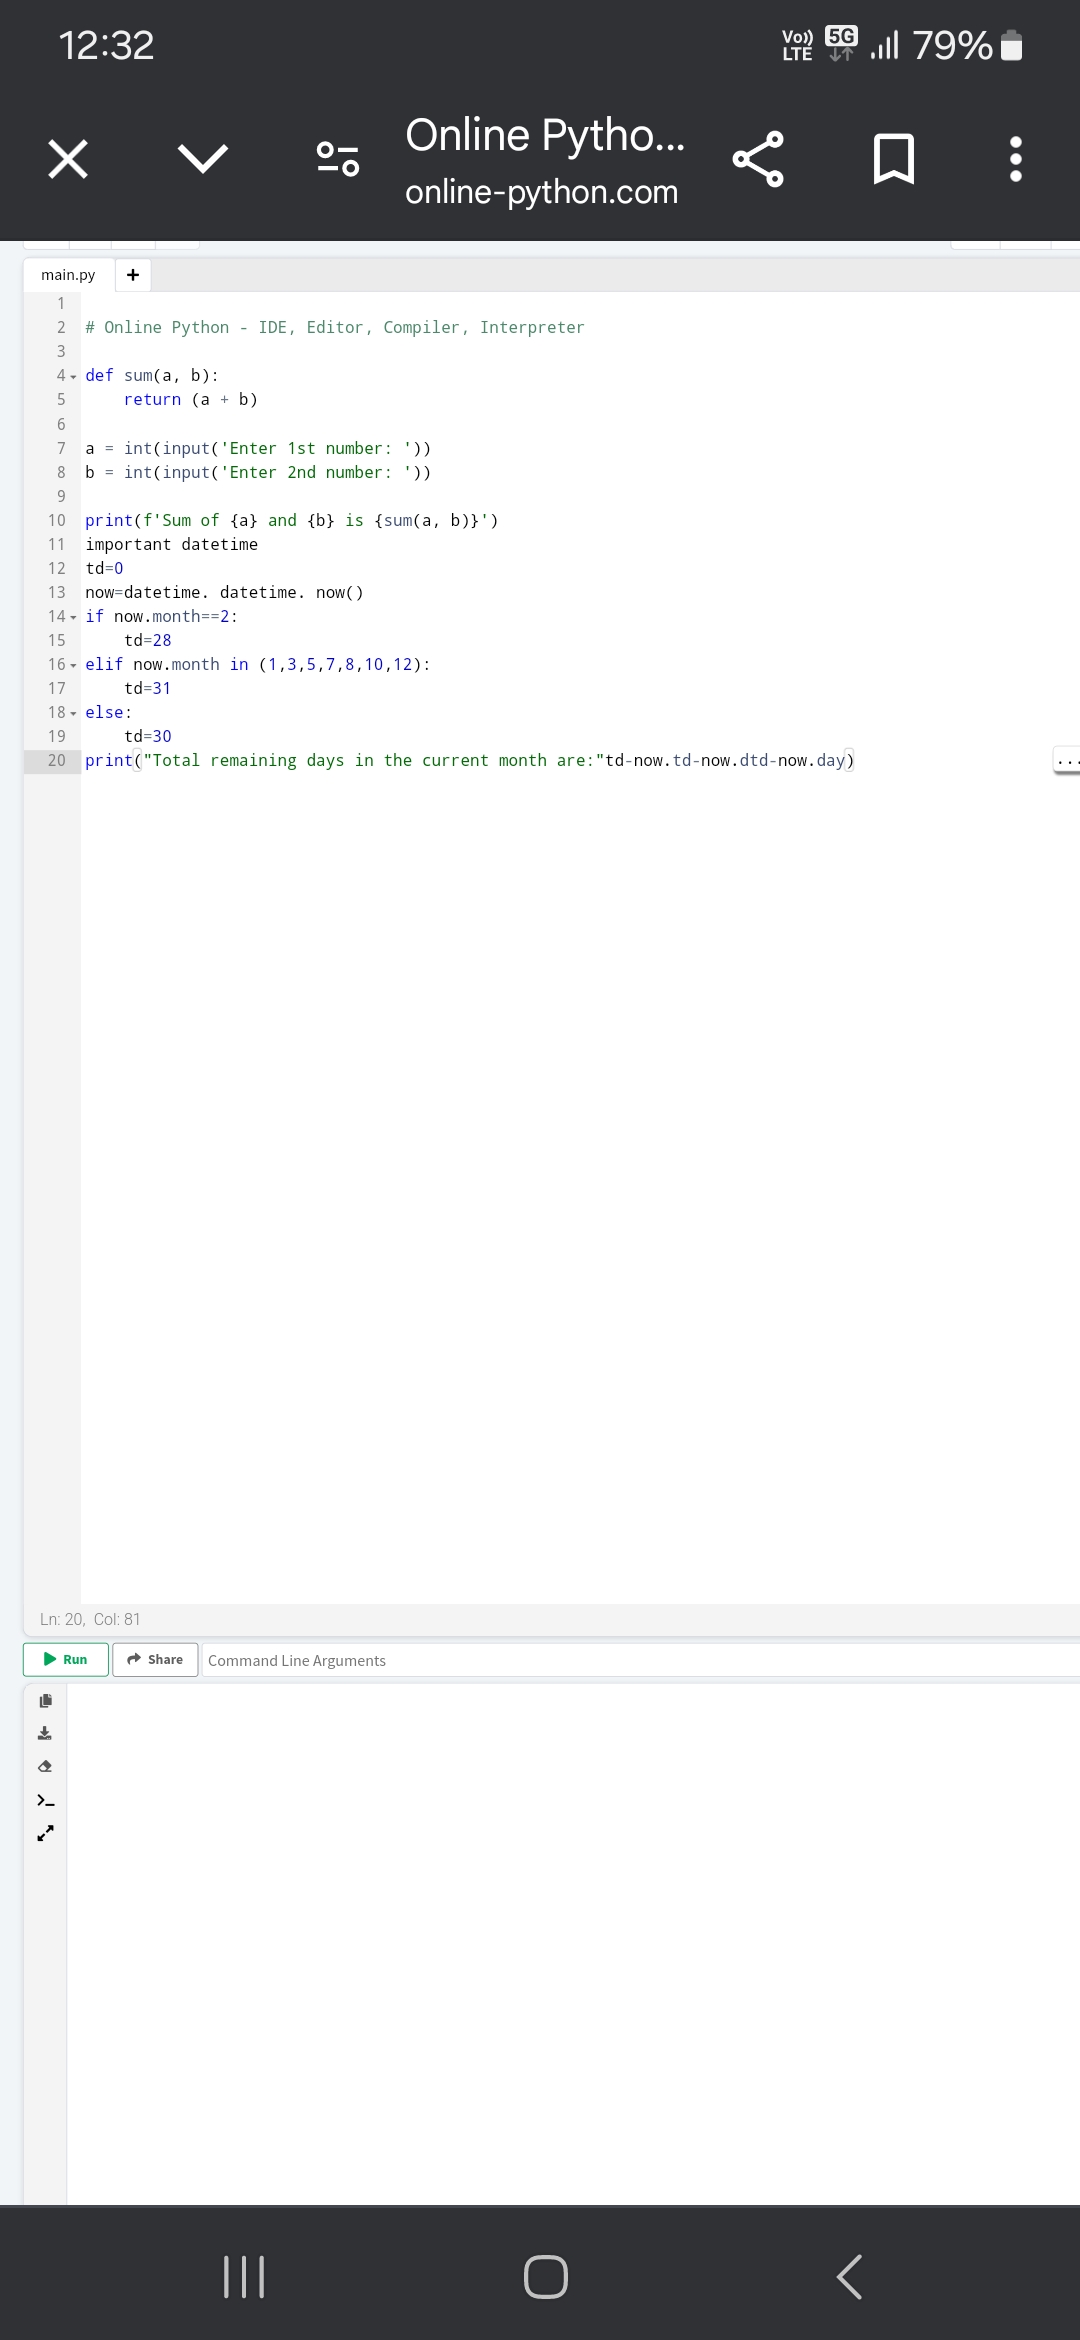 12:32
Vo)) LTE 5G 79%
Online Pytho...
online-python.com
main.py +
1
2 # Online Python - IDE, Editor, Compiler, Interpreter
3
4 def sum(a, b):
5     return (a + b)
6
7 a = int(input('Enter 1st number: '))
8 b = int(input('Enter 2nd number: '))
9
10 print(f'Sum of {a} and {b} is {sum(a, b)}')
11 important datetime
12 td=0
13 now=datetime. datetime. now()
14 if now.month==2:
15     td=28
16 elif now.month in (1,3,5,7,8,10,12):
17     td=31
18 else:
19     td=30
20 print("Total remaining days in the current month are:"td-now.td-now.dtd-now.day)
...
Ln: 20, Col: 81
Run Share Command Line Arguments